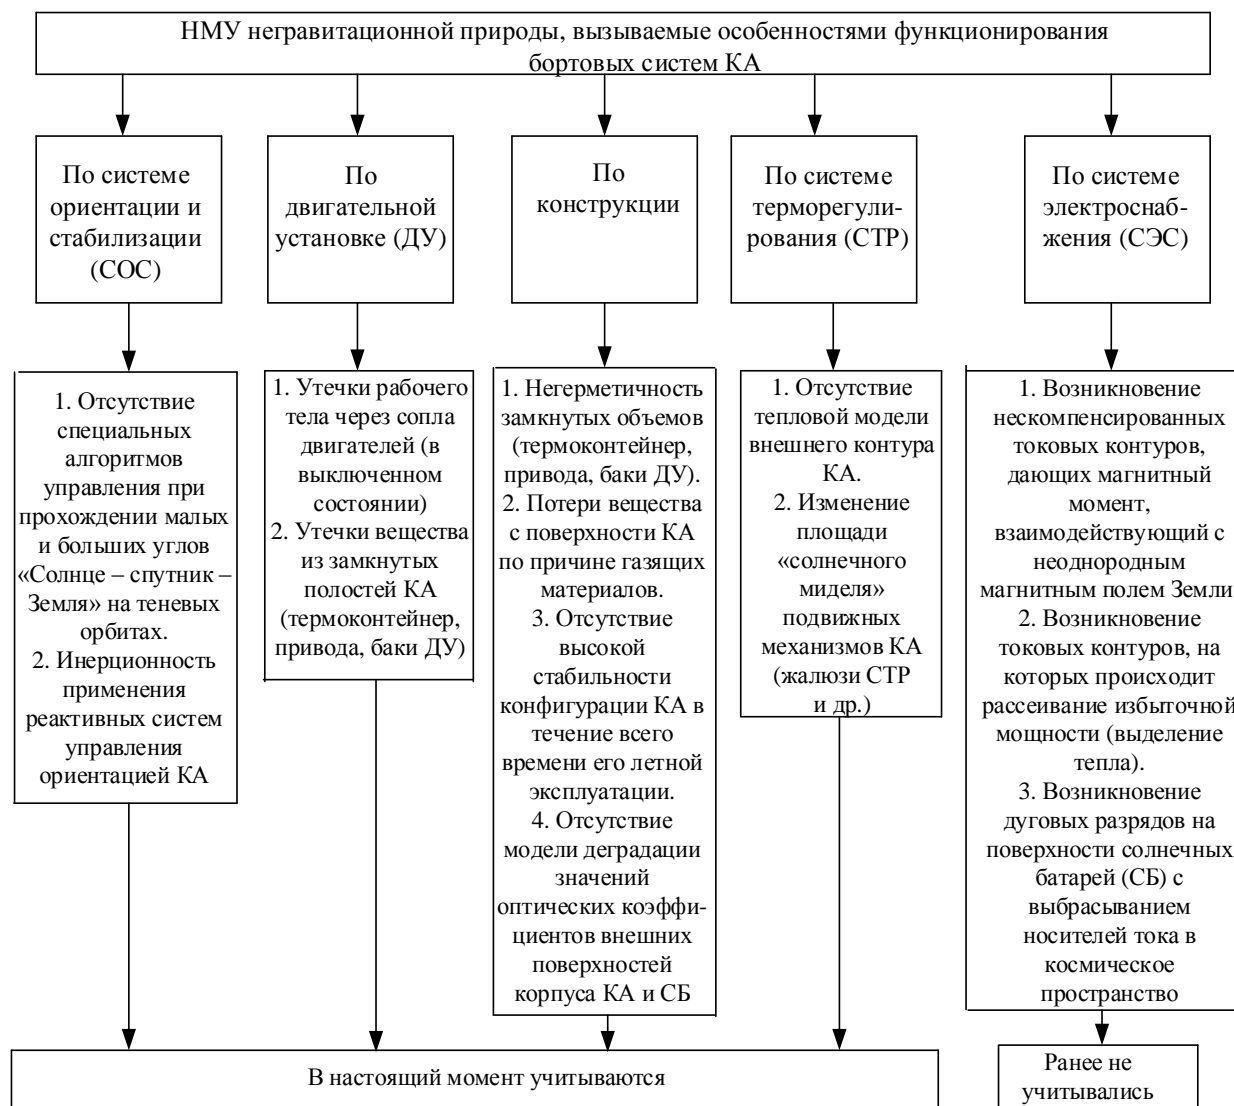 НМУ негравитационной природы, вызываемые особенностями функционирования
бортовых систем КА
По системе
ориентации и
стабилизации
(СОС)
По
двигательной
установке (ДУ)
По
конструкции
По системе
терморегули-
рования (СТР)
По системе
электроснаб-
жения (СЭС)
1. Отсутствие
специальных
алгоритмов
управления при
прохождении малых
и больших углов
«Солнце – спутник –
Земля» на теневых
орбитах.
2. Инерционность
применения
реактивных систем
управления
ориентацией КА
1. Утечки рабочего
тела через сопла
двигателей (в
выключенном
состоянии)
2. Утечки вещества
из замкнутых
полостей КА
(термоконтейнер,
привода, баки ДУ)
1. Негерметичность
замкнутых объемов
(термоконтейнер,
привода, баки ДУ).
2. Потери вещества
с поверхности КА
по причине газящих
материалов.
3. Отсутствие
высокой
стабильности
конфигурации КА в
течение всего
времени его летной
эксплуатации.
4. Отсутствие
модели деградации
значений
оптических коэффи-
циентов внешних
поверхностей
корпуса КА и СБ
1. Отсутствие
тепловой модели
внешнего контура
КА.
2. Изменение
площади
«солнечного
миделя»
подвижных
механизмов КА
(жалюзи СТР
и др.)
1. Возникновение
нескомпенсированных
токовых контуров,
дающих магнитный
момент,
взаимодействующий с
неоднородным
магнитным полем Земли
2. Возникновение
токовых контуров, на
которых происходит
рассеивание избыточной
мощности (выделение
тепла).
3. Возникновение
дуговых разрядов на
поверхности солнечных
батарей (СБ) с
выбрасыванием
носителей тока в
космическое
пространство
В настоящий момент учитываются
Ранее не
учитывались